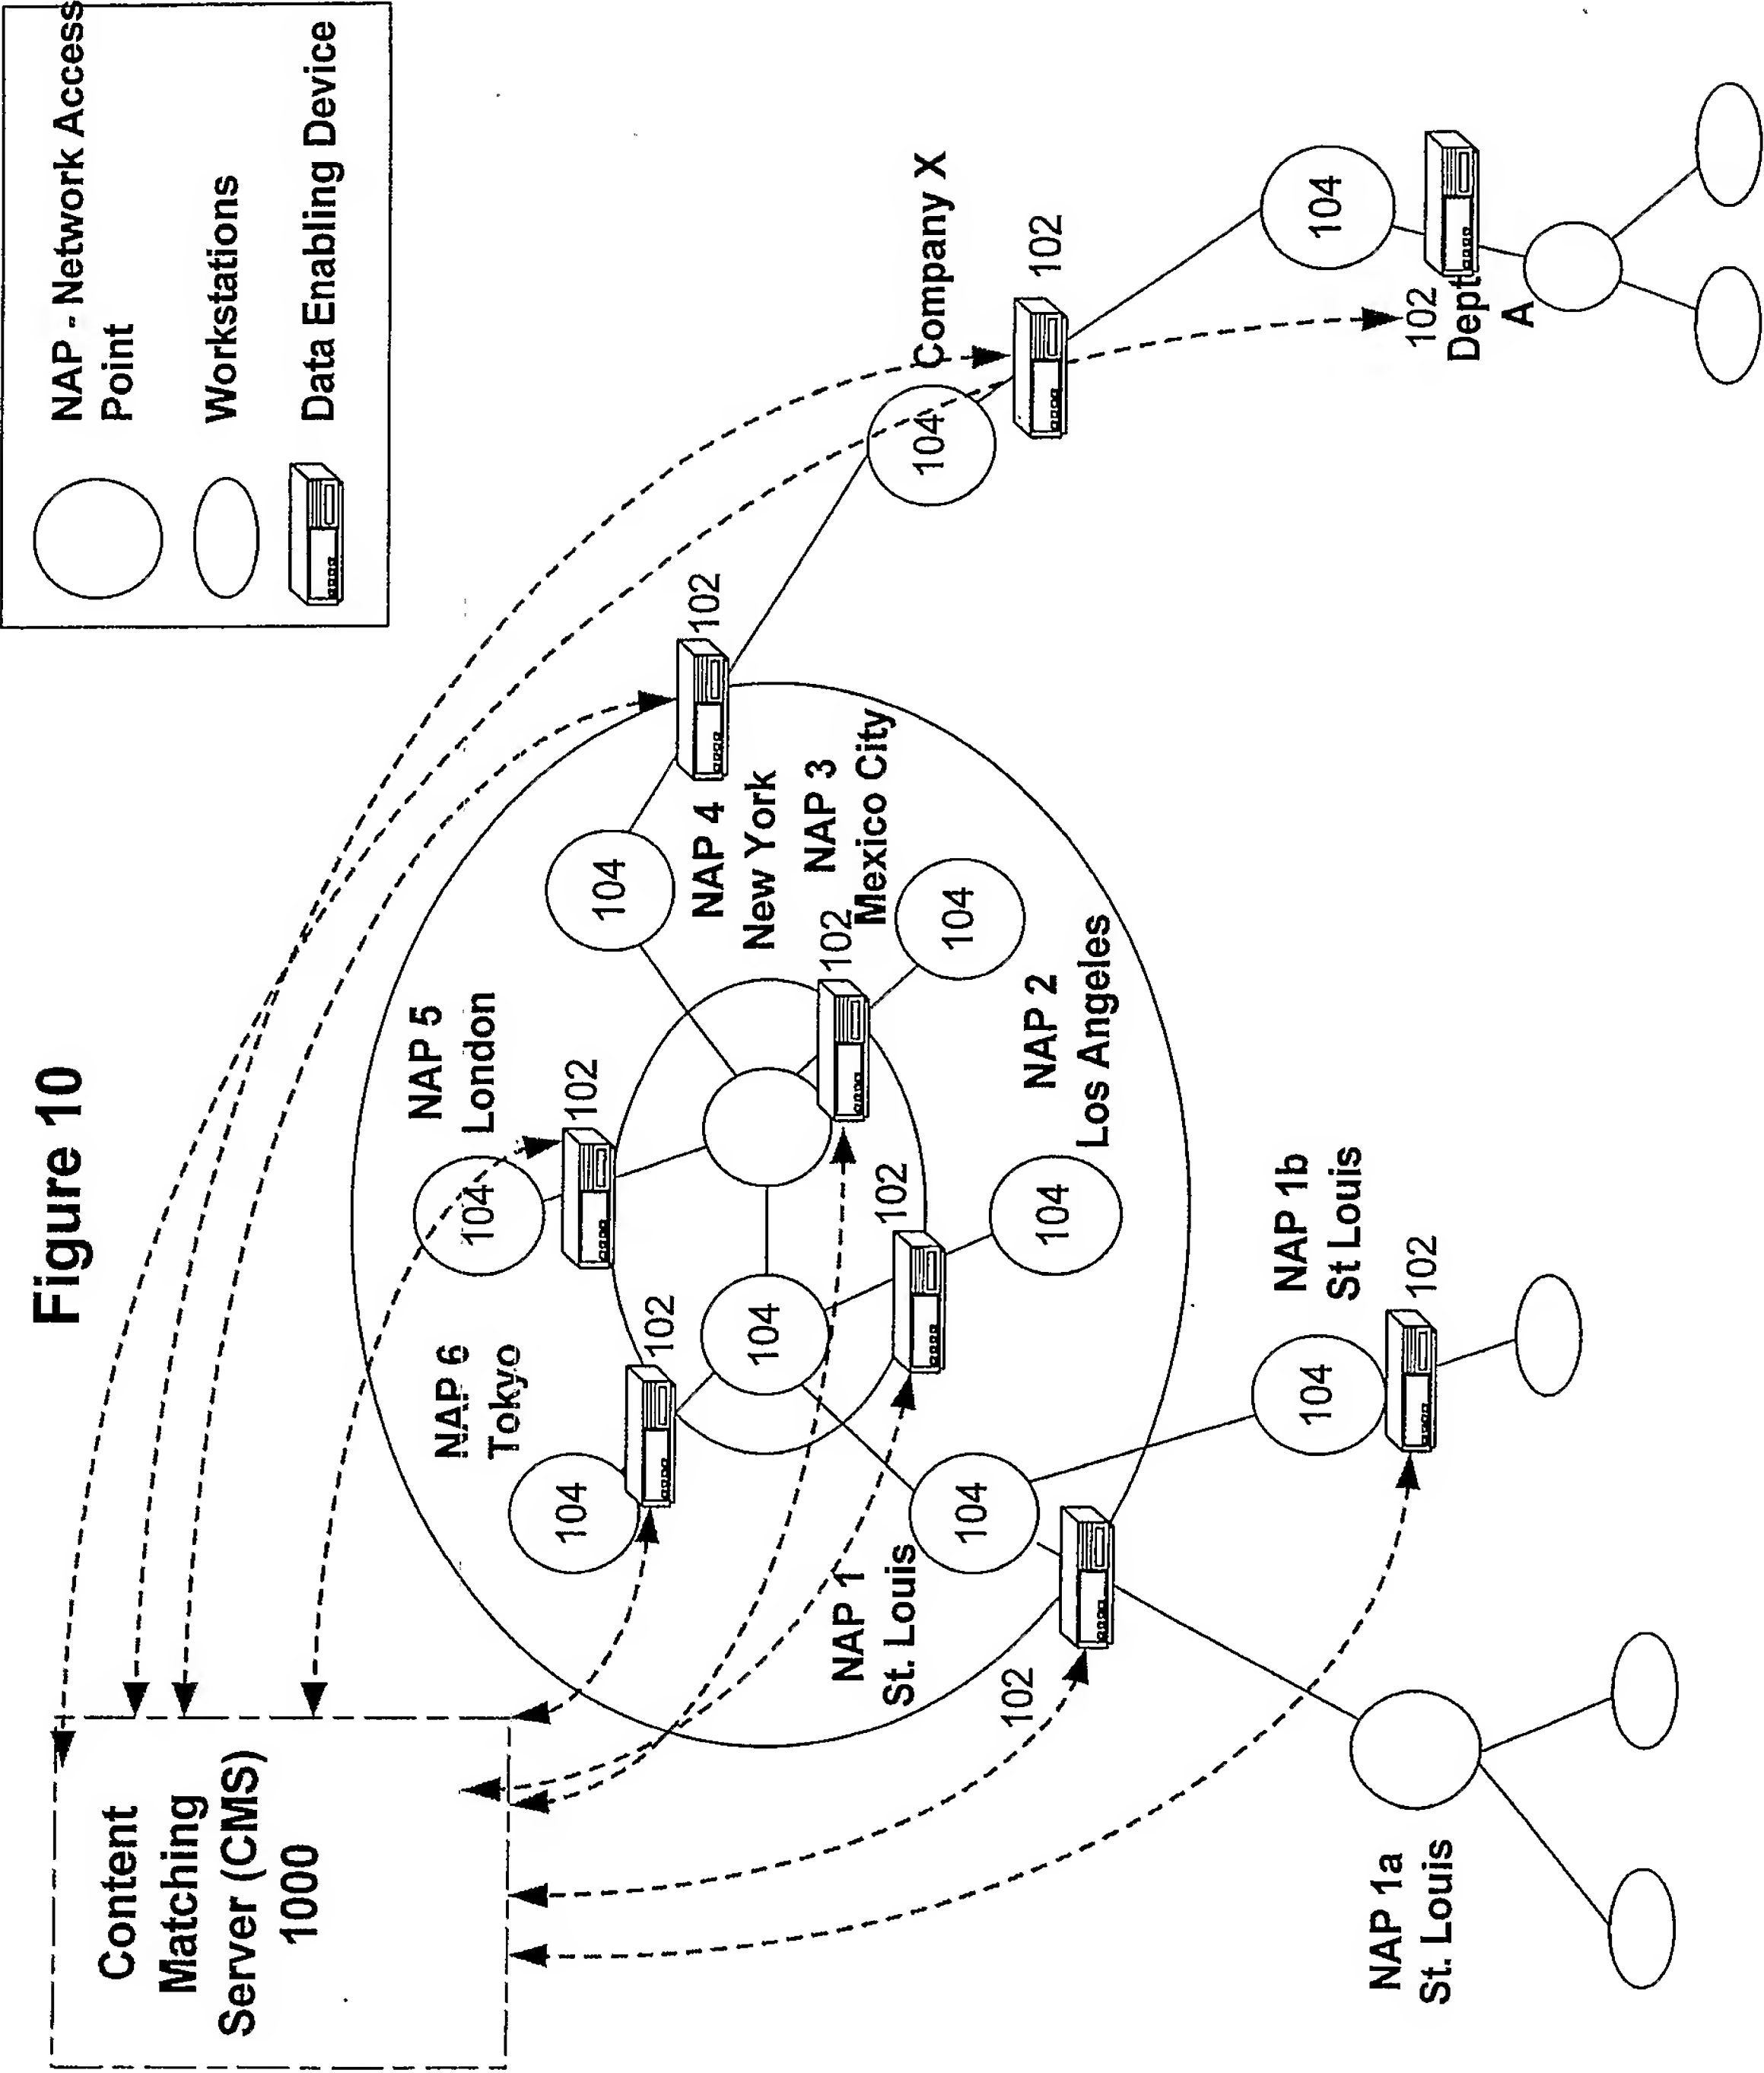 Figure 10
NAP - Network Access
Point
Workstations
Data Enabling Device
Content
Matching
Server (CMS)
1000
NAP 6
Tokyo
104
102
NAP 5
London
104
102
104
NAP 4
New York
102
NAP 3
Mexico City
102
104
104
102
NAP 2
Los Angeles
104
NAP 1
St. Louis
104
102
104
Company X
102
104
102
Dept
A
NAP 1b
St Louis
104
102
NAP 1a
St. Louis